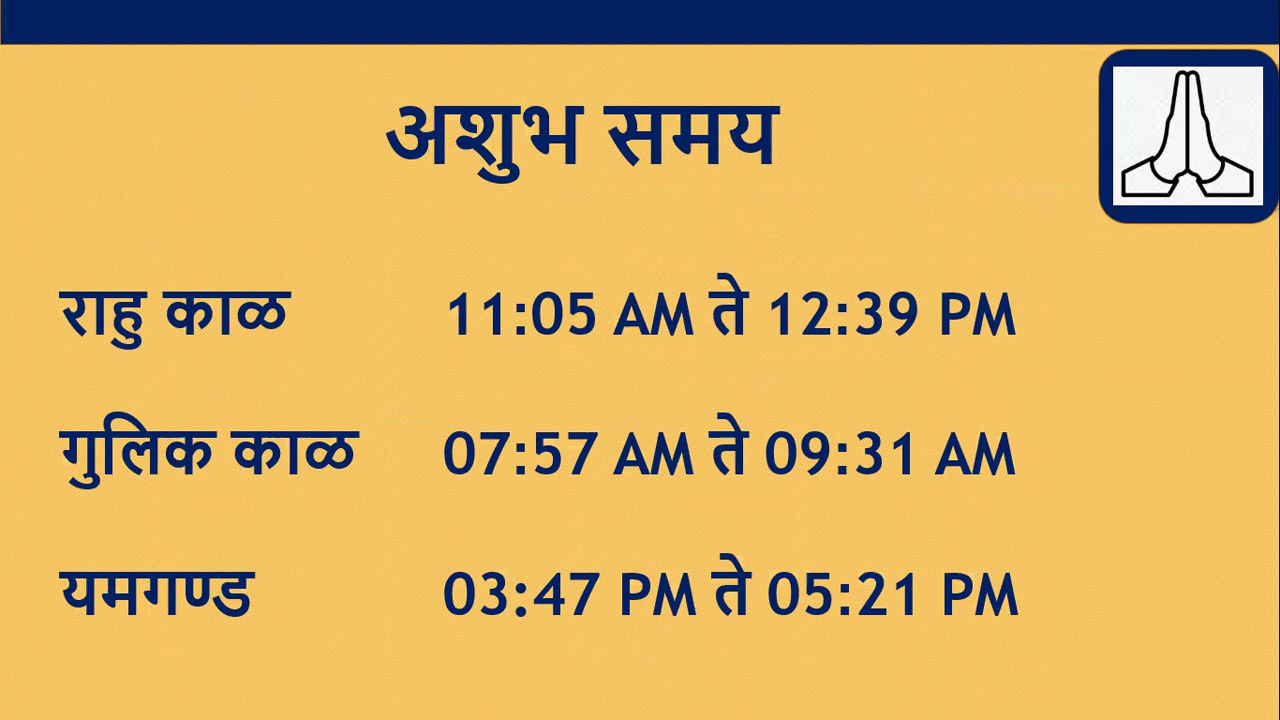 अशुभ समय
राहु काळ 11:05 AM ते 12:39 PM
गुलिक काळ 07:57 AM ते 09:31 AM
यमगण्ड 03:47 PM ते 05:21 PM